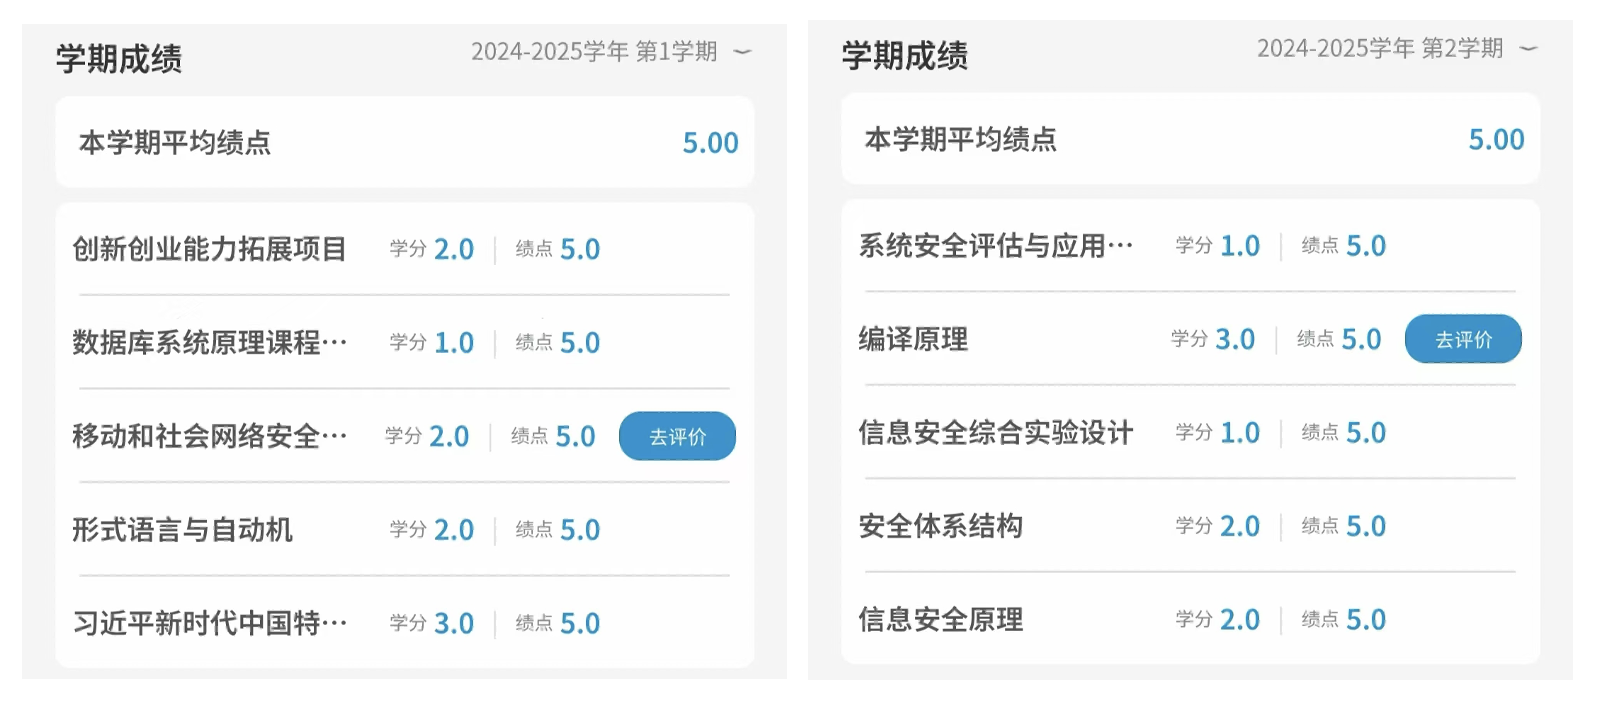 学期成绩 2024-2025学年 第1学期
本学期平均绩点 5.00
创新创业能力拓展项目 学分 2.0 绩点 5.0
数据库系统原理课程··· 学分 1.0 绩点 5.0
移动和社会网络安全··· 学分 2.0 绩点 5.0 去评价
形式语言与自动机 学分 2.0 绩点 5.0
习近平新时代中国特··· 学分 3.0 绩点 5.0
学期成绩 2024-2025学年 第2学期
本学期平均绩点 5.00
系统安全评估与应用··· 学分 1.0 绩点 5.0
编译原理 学分 3.0 绩点 5.0 去评价
信息安全综合实验设计 学分 1.0 绩点 5.0
安全体系结构 学分 2.0 绩点 5.0
信息安全原理 学分 2.0 绩点 5.0